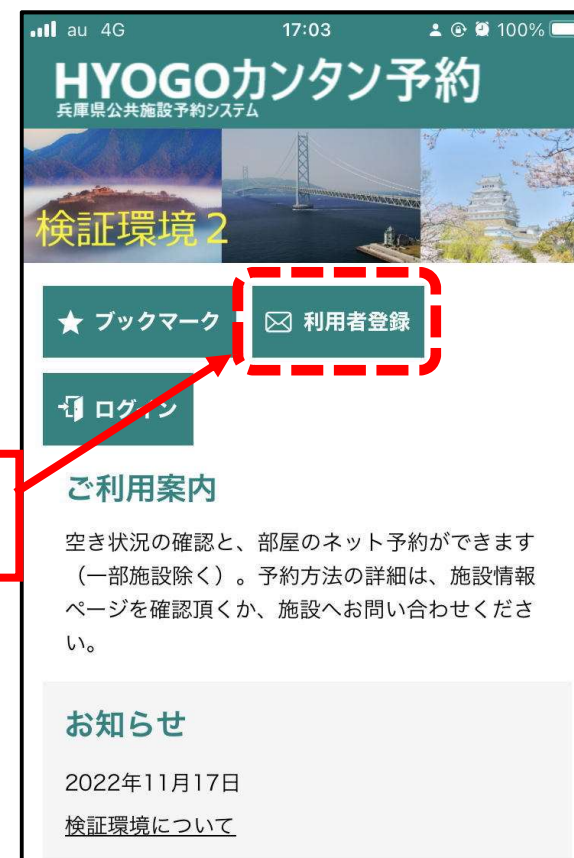 au 4G 17:03 100%
HYOGOカンタン予約
兵庫県公共施設予約システム
検証環境2
ブックマーク 利用者登録
ログイン
ご利用案内
空き状況の確認と、部屋のネット予約ができます
(一部施設除く)。予約方法の詳細は、施設情報
ページを確認頂くか、施設へお問い合わせくださ
い。
お知らせ
2022年11月17日
検証環境について